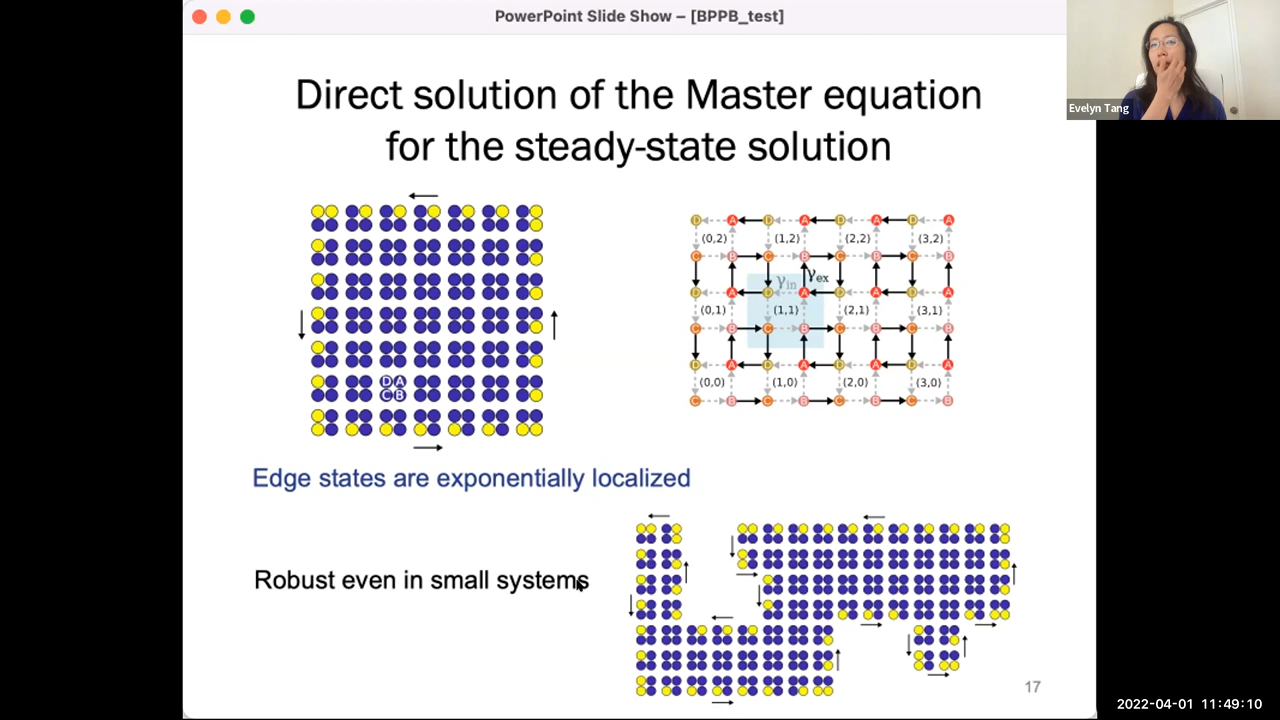 PowerPoint Slide Show – [BPPB_test]
Evelyn Tang
Direct solution of the Master equation
for the steady-state solution
D A
C B
D A D A D A D A
(0,2) (1,2) (2,2) (3,2)
C B C B C B C B
γin γex
D A D A D A D A
(0,1) (1,1) (2,1) (3,1)
C B C B C B C B
D A D A D A D A
(0,0) (1,0) (2,0) (3,0)
C B C B C B C B
Edge states are exponentially localized
Robust even in small systems
17
2022-04-01 11:49:10